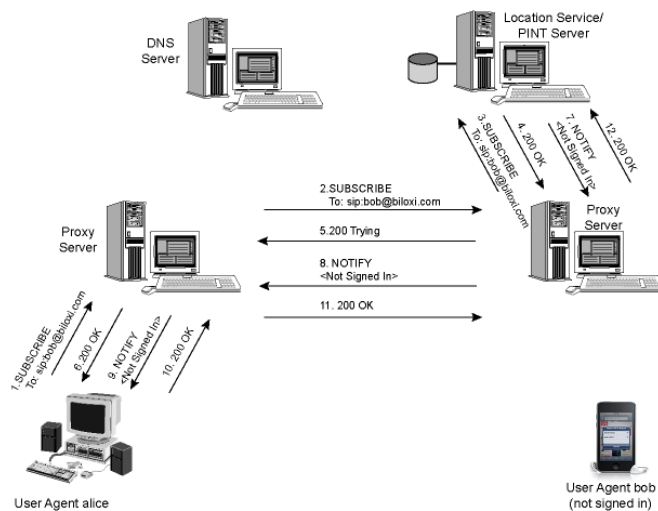 DNS
Server
Location Service/
PINT Server
3.SUBSCRIBE
To: sip:bob@biloxi.com
4. 200 OK
7. NOTIFY
<Not Signed In>
12. 200 OK
Proxy
Server
2.SUBSCRIBE
To: sip:bob@biloxi.com
5.200 Trying
8. NOTIFY
<Not Signed In>
11. 200 OK
Proxy
Server
1.SUBSCRIBE
To: sip:bob@biloxi.com
6.200 OK
9. NOTIFY
<Not Signed In>
10. 200 OK
User Agent alice
User Agent bob
(not signed in)